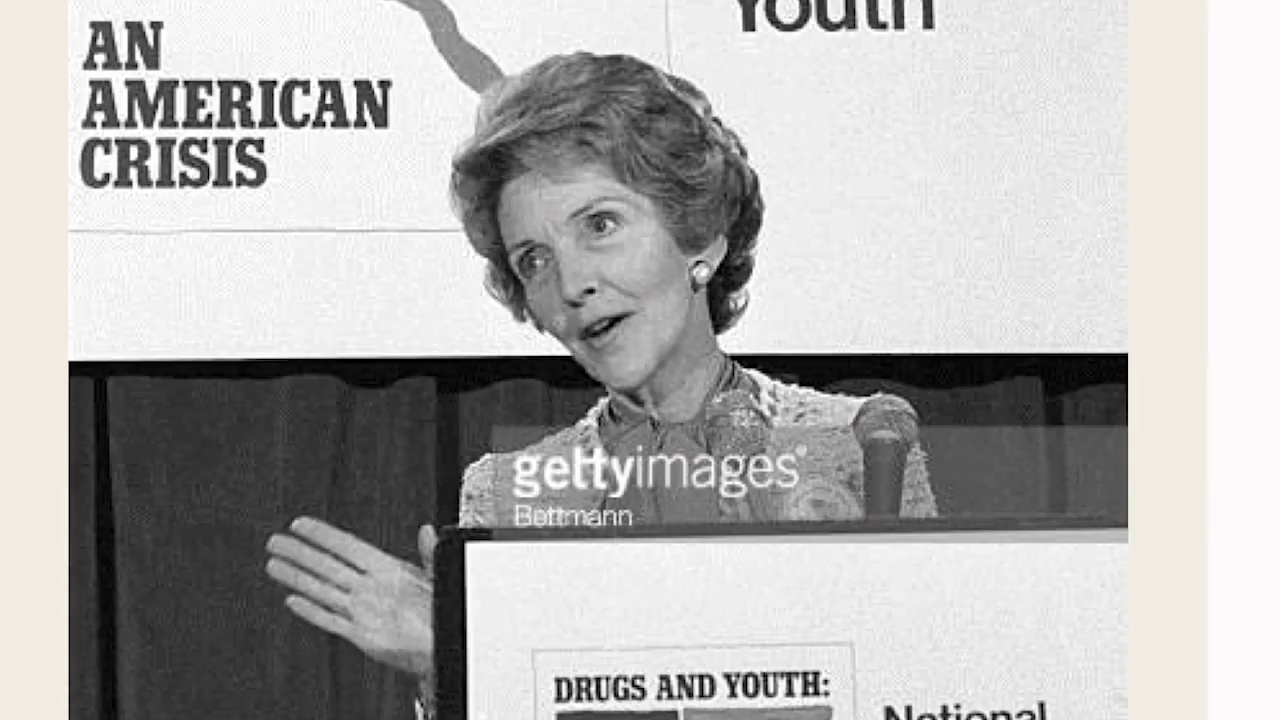 Youth
AN
AMERICAN
CRISIS
gettyimages®
Bettmann
DRUGS AND YOUTH:
National